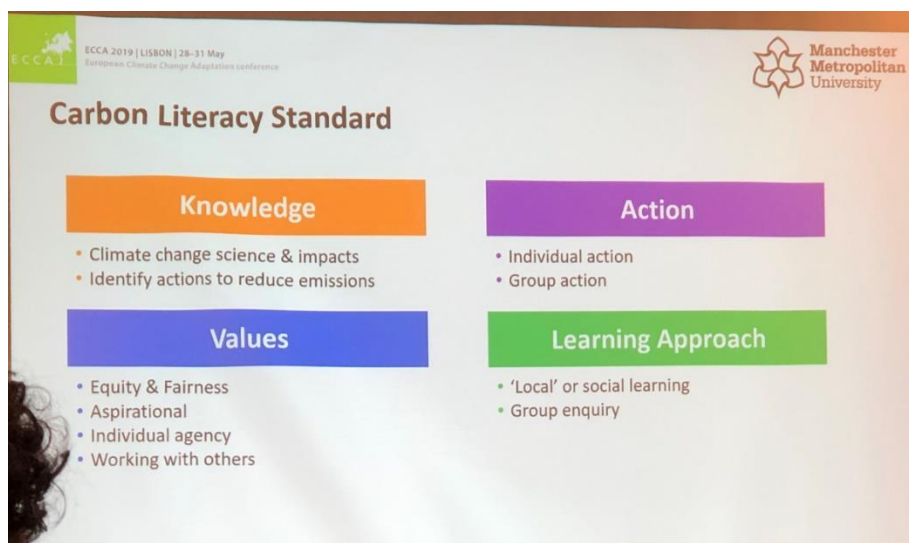 ECCA
ECCA 2019 | LISBON | 28–31 May
European Climate Change Adaptation conference
Manchester
Metropolitan
University
Carbon Literacy Standard
Knowledge
• Climate change science & impacts
• Identify actions to reduce emissions
Action
• Individual action
• Group action
Values
• Equity & Fairness
• Aspirational
• Individual agency
• Working with others
Learning Approach
• ‘Local’ or social learning
• Group enquiry